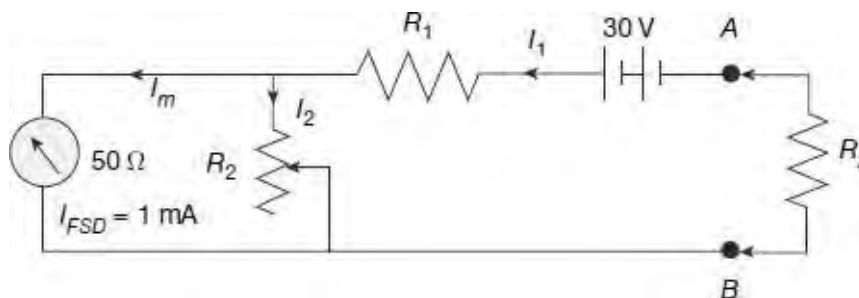 R1
I1
30 V
A
Im
I2
50 Ω
R2
IFSD = 1 mA
B